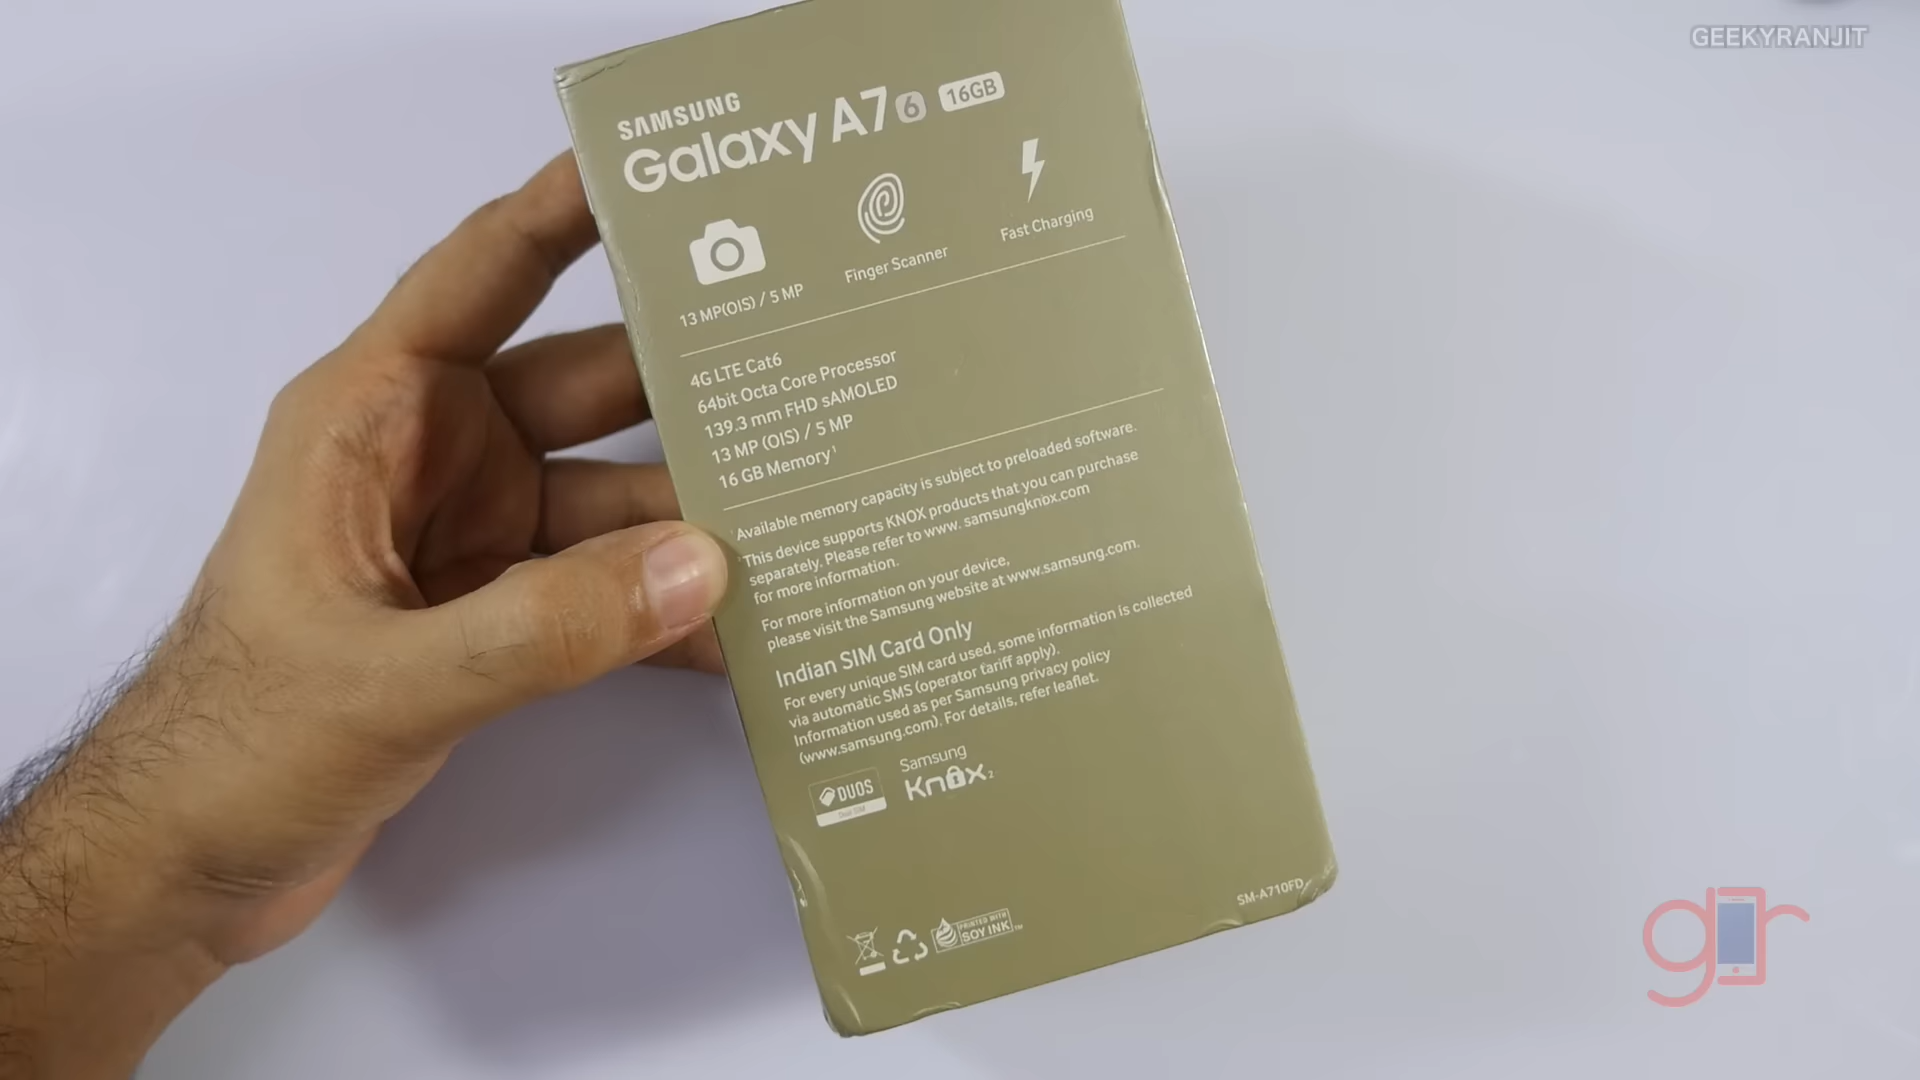 GEEKYRANJIT
SAMSUNG
Galaxy A7 6 16GB
13 MP(OIS) / 5 MP
Finger Scanner
Fast Charging
4G LTE Cat6
64bit Octa Core Processor
139.3 mm FHD sAMOLED
13 MP (OIS) / 5 MP
16 GB Memory¹
Available memory capacity is subject to preloaded software.
This device supports KNOX products that you can purchase
separately. Please refer to www. samsungknox.com
for more information.
For more information on your device,
please visit the Samsung website at www.samsung.com.
Indian SIM Card Only
For every unique SIM card used, some information is collected
via automatic SMS (operator tariff apply).
Information used as per Samsung privacy policy
(www.samsung.com). For details, refer leaflet.
DUOS
Dual SIM
Samsung
Knox 2
PRINTED WITH
SOY INK™
SM-A710FD
gr